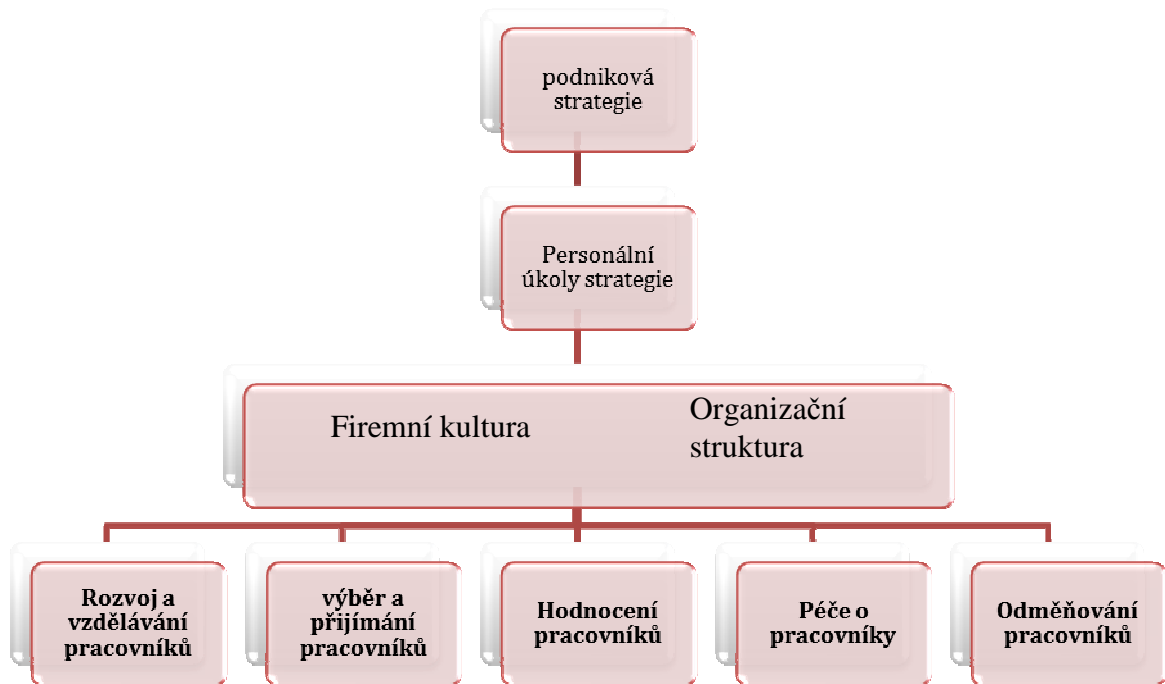 podniková
strategie
Personální
úkoly strategie
Firemní kultura
Organizační
struktura
Rozvoj a
vzdělávání
pracovníků
výběr a
přijímání
pracovníků
Hodnocení
pracovníků
Péče o
pracovníky
Odměňování
pracovníků